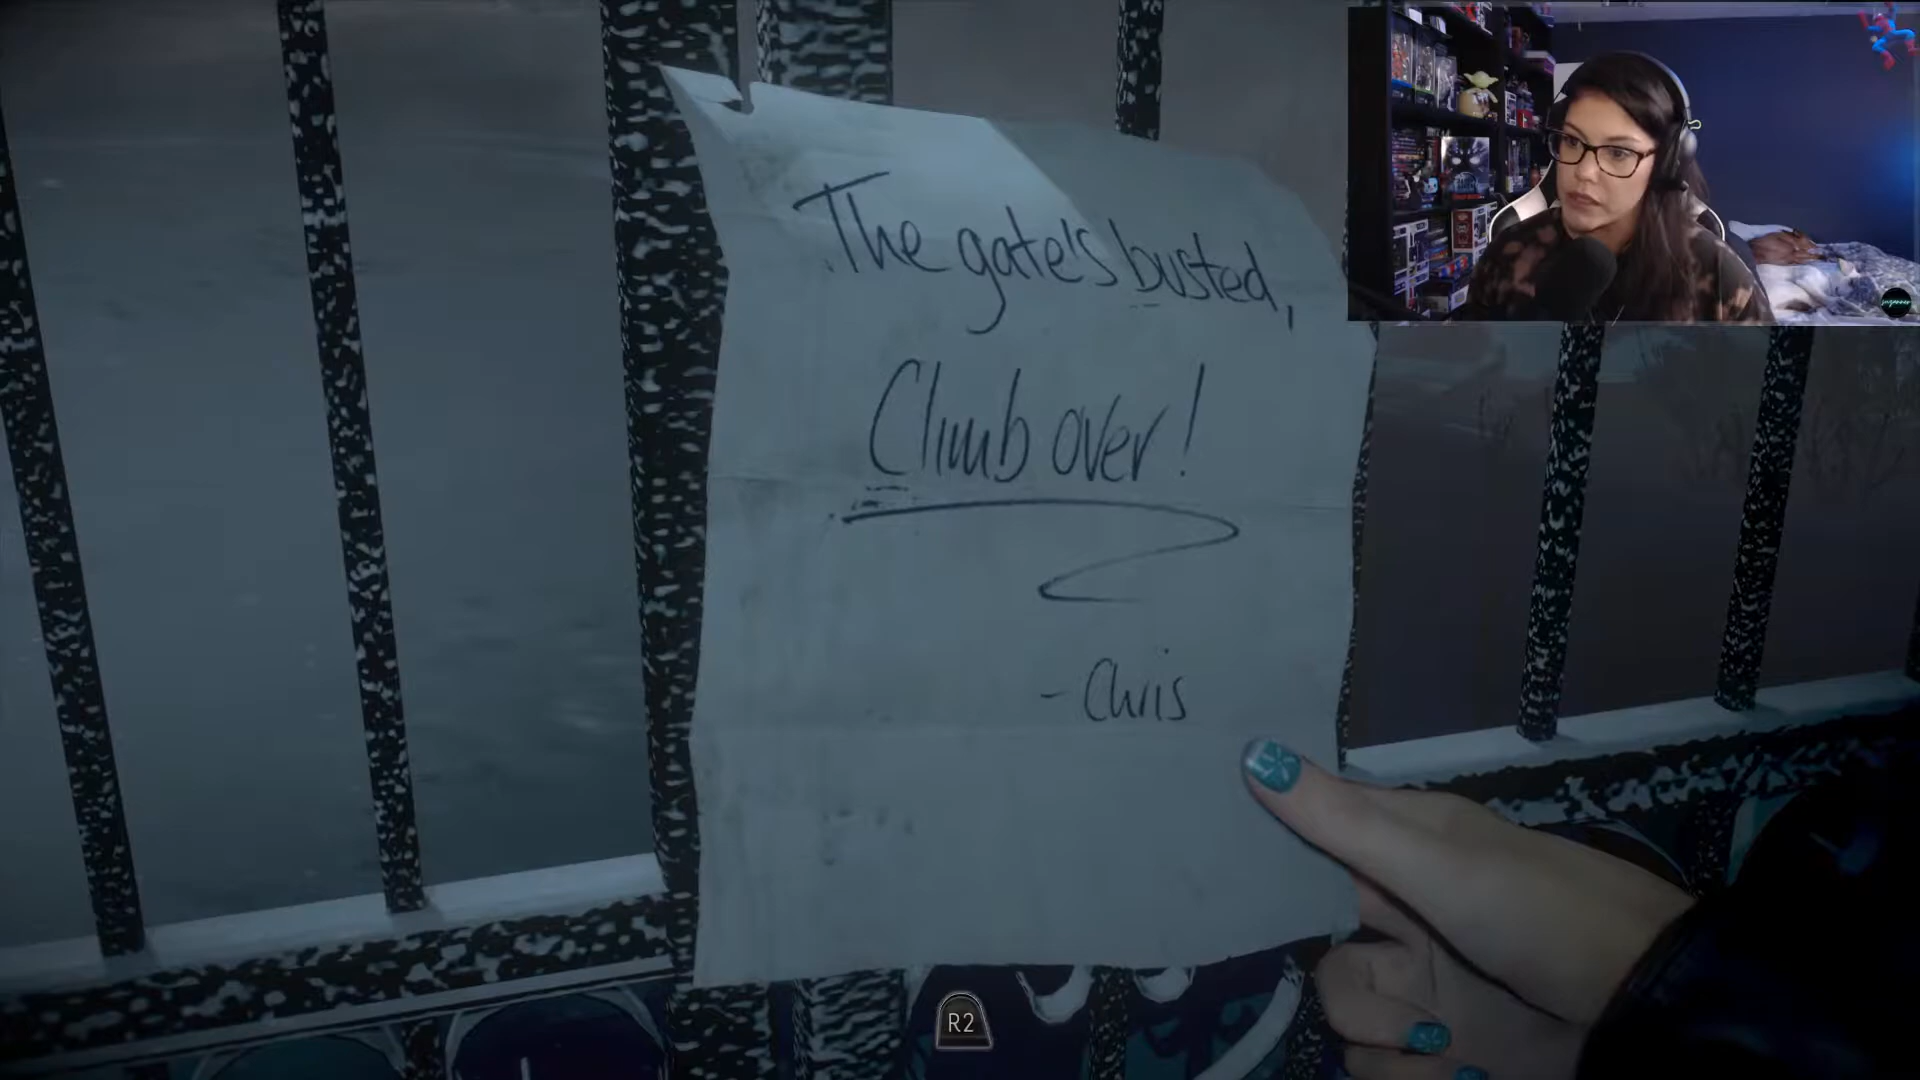 The gate's busted,
Climb over!
- Chris
R2